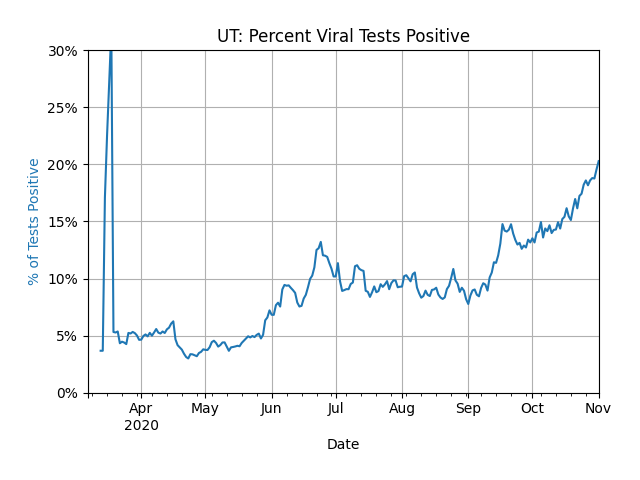 UT: Percent Viral Tests Positive
30%
25%
20%
15%
10%
5%
0%
% of Tests Positive
Apr May Jun Jul Aug Sep Oct Nov
2020
Date